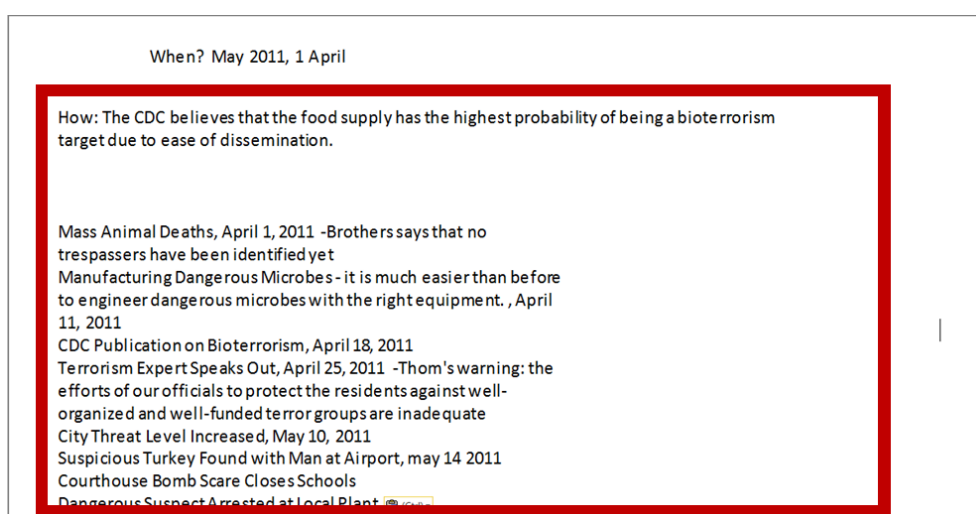 When? May 2011, 1 April
How: The CDC believes that the food supply has the highest probability of being a bioterrorism
target due to ease of dissemination.
Mass Animal Deaths, April 1, 2011 -Brothers says that no
trespassers have been identified yet
Manufacturing Dangerous Microbes - it is much easier than before
to engineer dangerous microbes with the right equipment. , April
11, 2011
CDC Publication on Bioterrorism, April 18, 2011
Terrorism Expert Speaks Out, April 25, 2011 -Thom's warning: the
efforts of our officials to protect the residents against well-
organized and well-funded terror groups are inadequate
City Threat Level Increased, May 10, 2011
Suspicious Turkey Found with Man at Airport, may 14 2011
Courthouse Bomb Scare Closes Schools
Dangerous Suspect Arrested at Local Plant